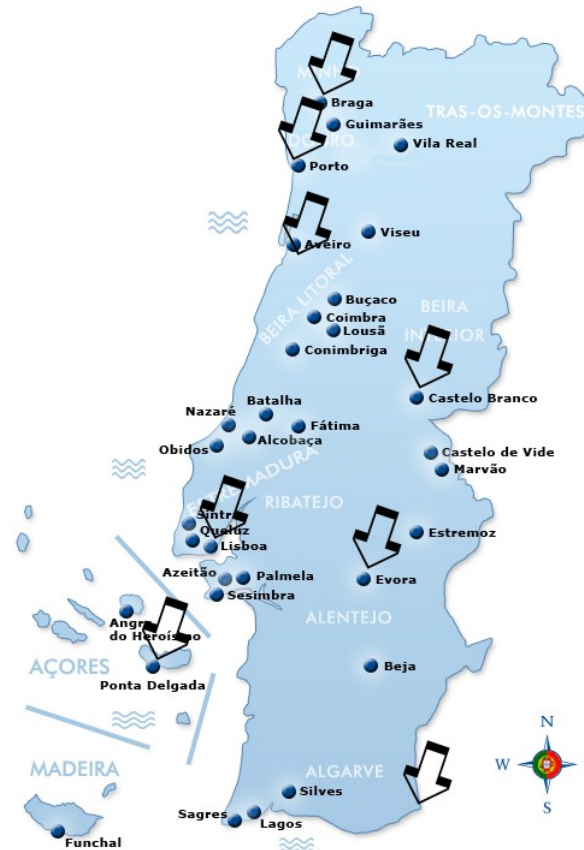 MINHO
Braga
TRAS-OS-MONTES
Guimarães
DOURO
Vila Real
Porto
Viseu
Aveiro
BEIRA LITORAL
Buçaco
BEIRA
INTERIOR
Coimbra
Lousã
Conimbriga
Castelo Branco
Batalha
Nazaré
Fátima
Alcobaça
Obidos
Castelo de Vide
Marvão
ESTREMADURA
RIBATEJO
Sintra
Queluz
Lisboa
Estremoz
Azeitão
Palmela
Evora
Sesimbra
Angra
do Heroísmo
ALENTEJO
AÇORES
Ponta Delgada
Beja
N
W
E
S
MADEIRA
ALGARVE
Silves
Sagres
Lagos
Funchal